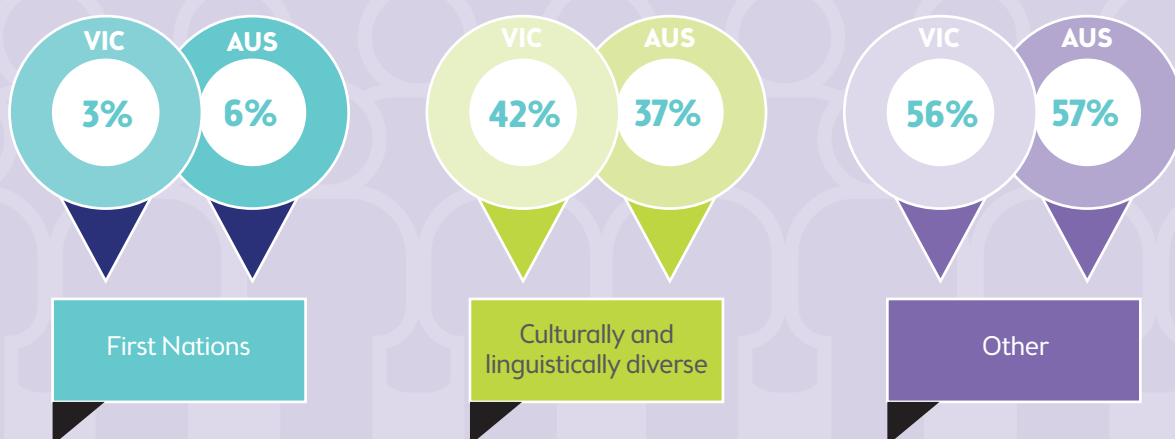 VIC
AUS
3%
6%
First Nations
VIC
AUS
42%
37%
Culturally and
linguistically diverse
VIC
AUS
56%
57%
Other